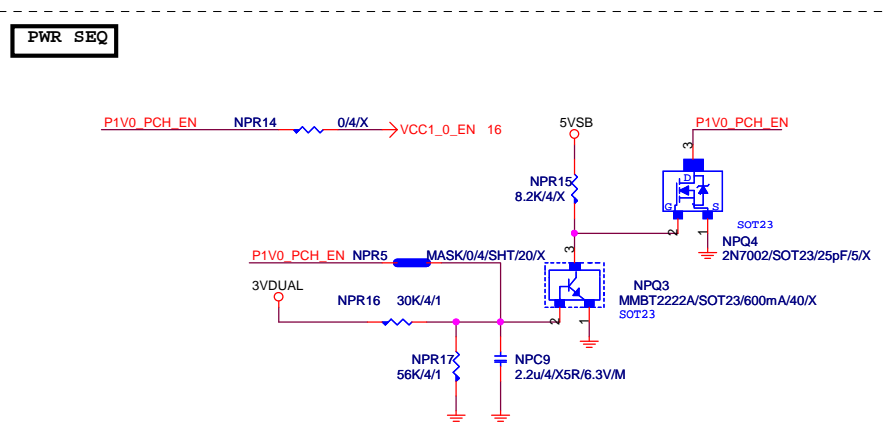 PWR SEQ
P1V0_PCH_EN NPR14 0/4/X VCC1_0_EN 16
5VSB
P1V0_PCH_EN
3
NPR15
8.2K/4/X
D
G S
2 1
SOT23
NPQ4
2N7002/SOT23/25pF/5/X
P1V0_PCH_EN NPR5 MASK/0/4/SHT/20/X
3
3VDUAL
NPR16 30K/4/1
NPQ3
MMBT2222A/SOT23/600mA/40/X
SOT23
2 1
NPR17
56K/4/1
NPC9
2.2u/4/X5R/6.3V/M